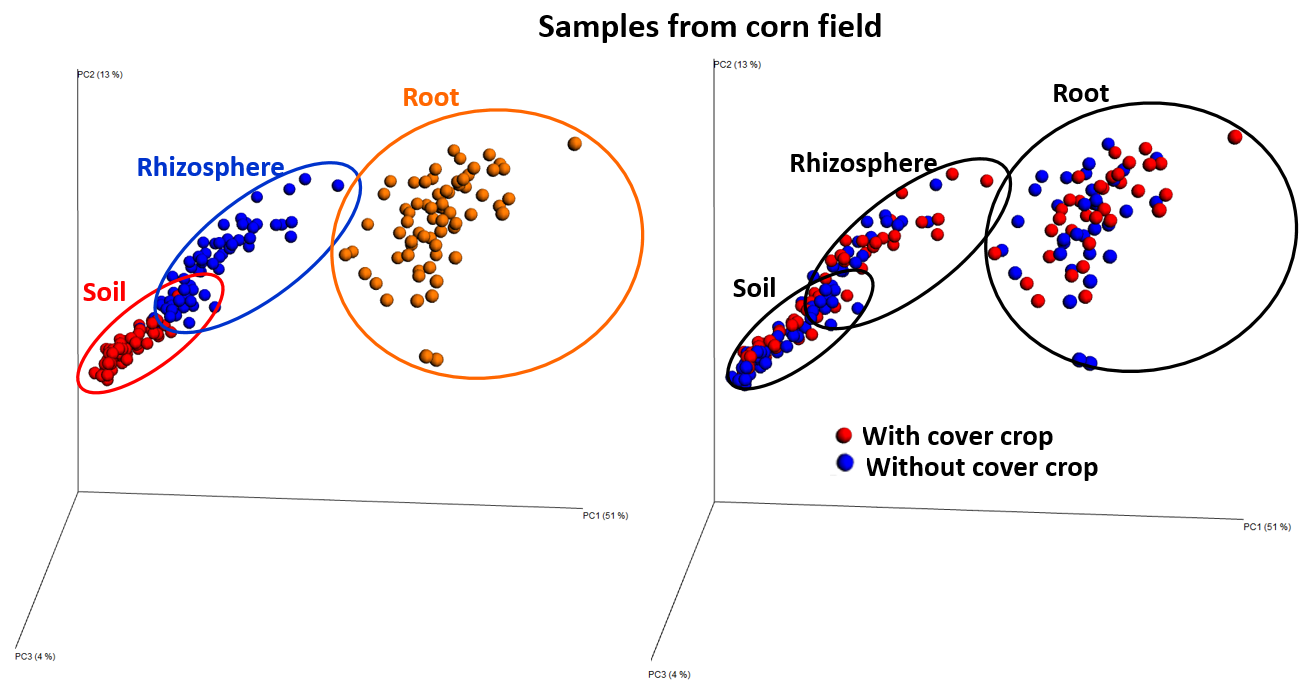 Samples from corn field
PC2 (13 %)
Root
Rhizosphere
Soil
PC1 (51 %)
PC3 (4 %)
PC2 (13 %)
Root
Rhizosphere
Soil
With cover crop
Without cover crop
PC1 (51 %)
PC3 (4 %)